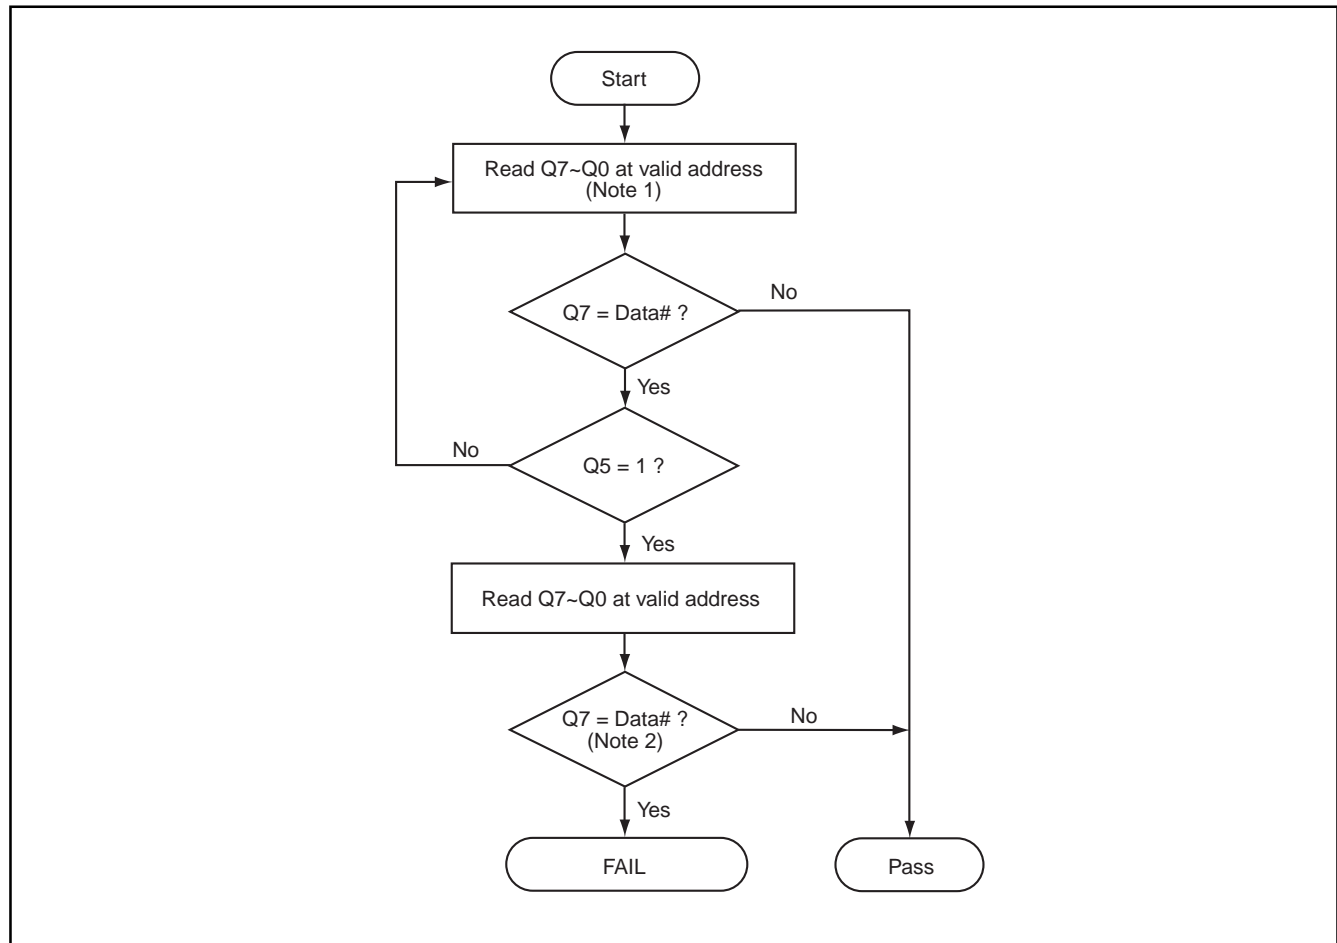 Start
Read Q7~Q0 at valid address
(Note 1)
No
Q7 = Data# ?
Yes
No
Q5 = 1 ?
Yes
Read Q7~Q0 at valid address
Q7 = Data# ?
(Note 2)
No
Yes
FAIL
Pass